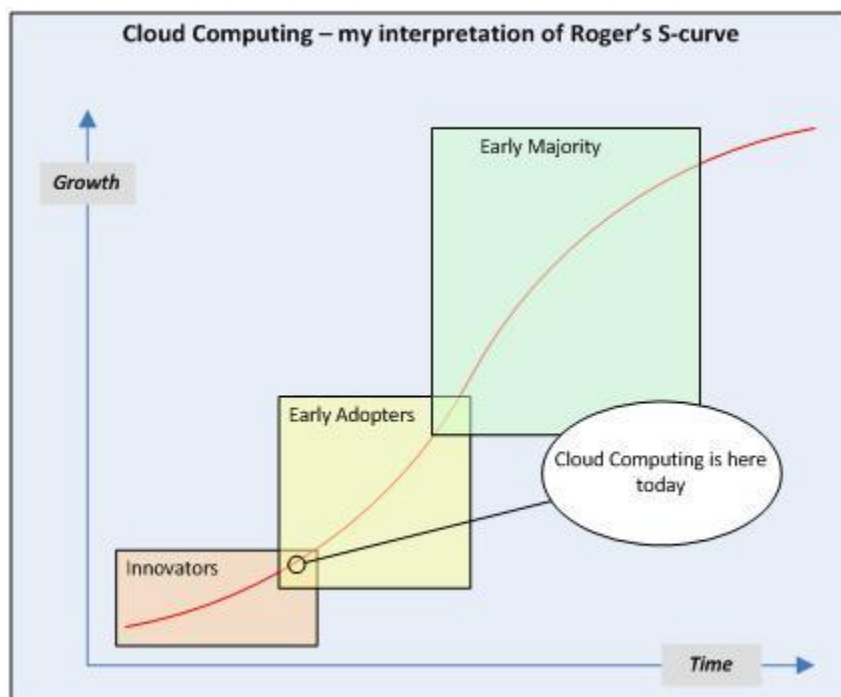 Cloud Computing – my interpretation of Roger's S-curve
Growth
Early Majority
Early Adopters
Cloud Computing is here
today
Innovators
Time